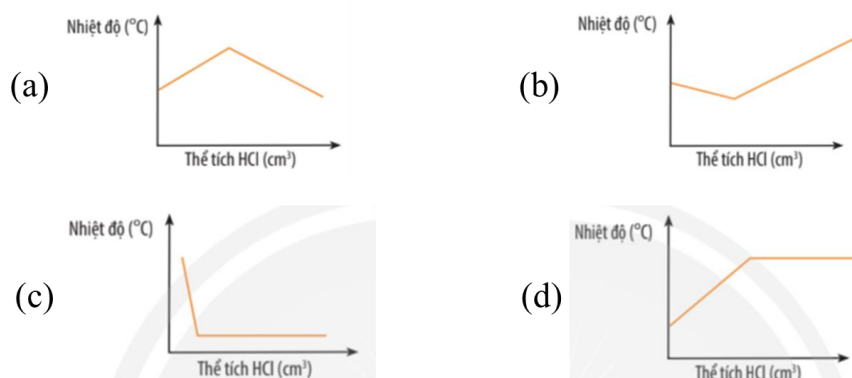 Nhiệt độ (°C)
(a)
Thể tích HCl (cm³)
Nhiệt độ (°C)
(b)
Thể tích HCl (cm³)
Nhiệt độ (°C)
(c)
Thể tích HCl (cm³)
Nhiệt độ (°C)
(d)
Thể tích HCl (cm³)